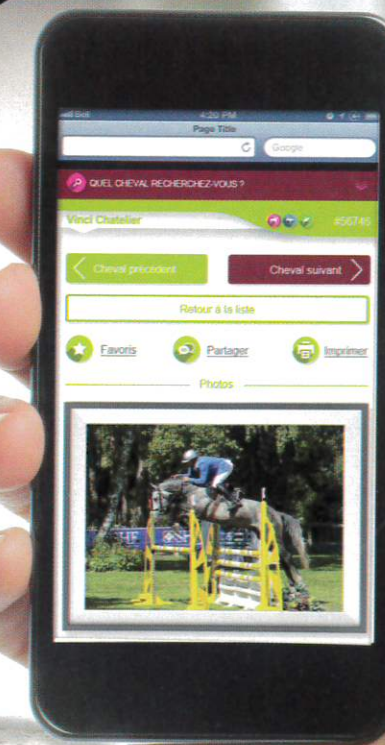 4:20 PM
Page Title
Google
QUEL CHEVAL RECHERCHEZ-VOUS ?
Vinci Chatelier
#56745
Cheval précédent
Cheval suivant
Retour à la liste
Favoris
Partager
Imprimer
Photos